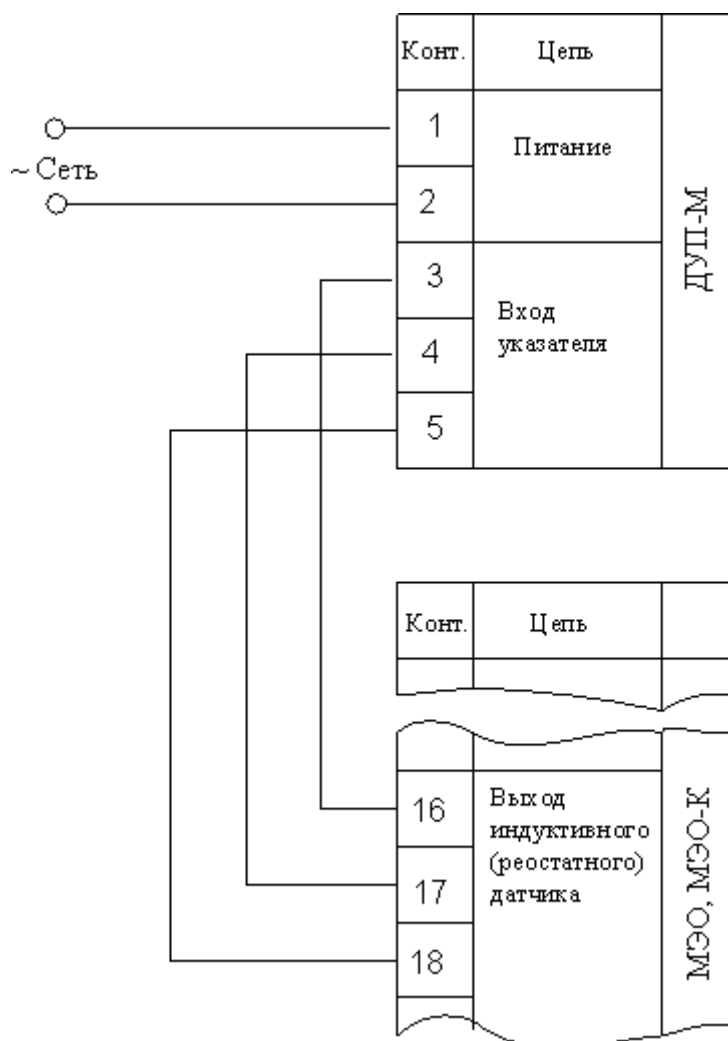 Конт.
Цепь
1
Питание
~ Сеть
2
ДУП-М
3
Вход
указателя
4
5
Конт.
Цепь
16
Выход
индуктивного
(реостатного)
датчика
17
18
МЭО, МЭО-К